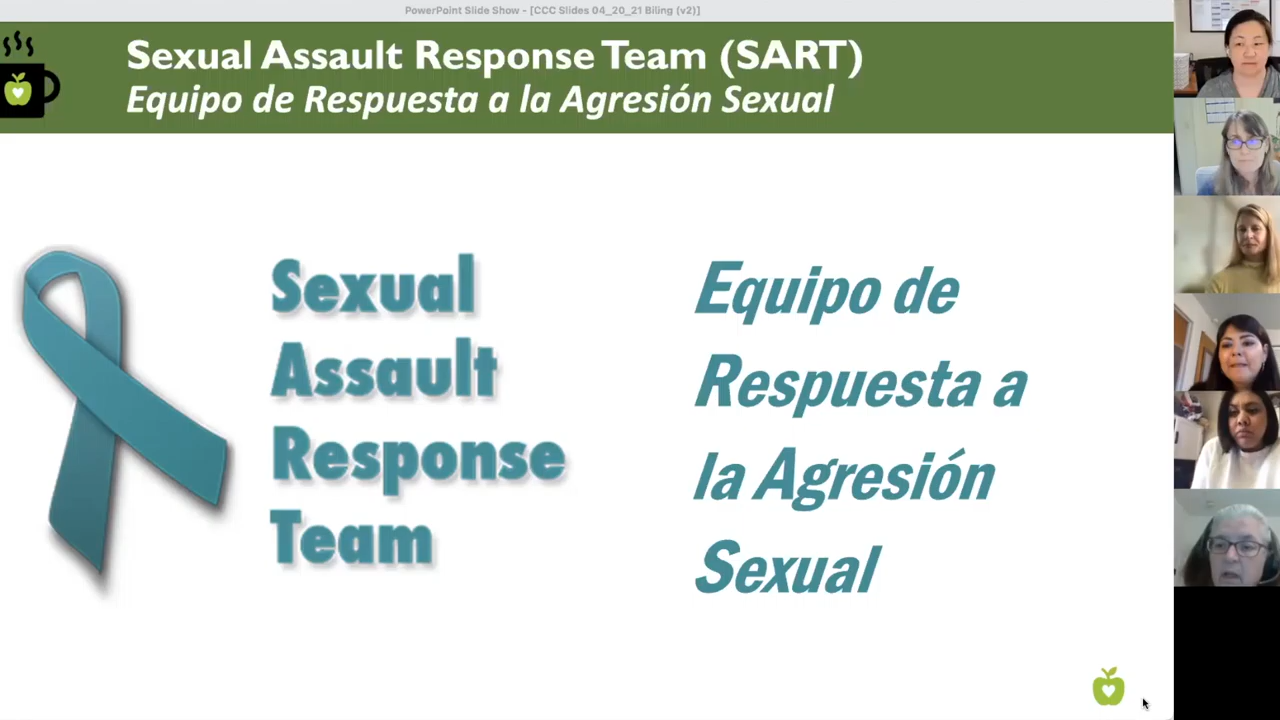 PowerPoint Slide Show - [CCC Slides 04_20_21 Biling (v2)]
Sexual Assault Response Team (SART)
Equipo de Respuesta a la Agresión Sexual
Sexual
Assault
Response
Team
Equipo de
Respuesta a
la Agresión
Sexual